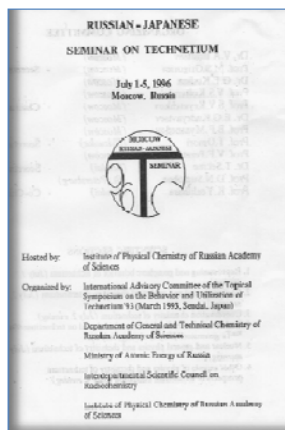 RUSSIAN - JAPANESE
SEMINAR ON TECHNETIUM
July 1-5, 1996
Moscow, Russia
MOSCOW
RUSSIAN-JAPANESE
SEMINAR
96
T
Hosted by: Institute of Physical Chemistry of Russian Academy
of Sciences
Organized by: International Advisory Committee of the Topical
Symposium on the Behavior and Utilization of
Technetium'93 (March 1993, Sendai, Japan)
Department of General and Technical Chemistry of
Russian Academy of Sciences
Ministry of Atomic Energy of Russia
Interdepartmental Scientific Council on
Radiochemistry
Institute of Physical Chemistry of Russian Academy
of Sciences